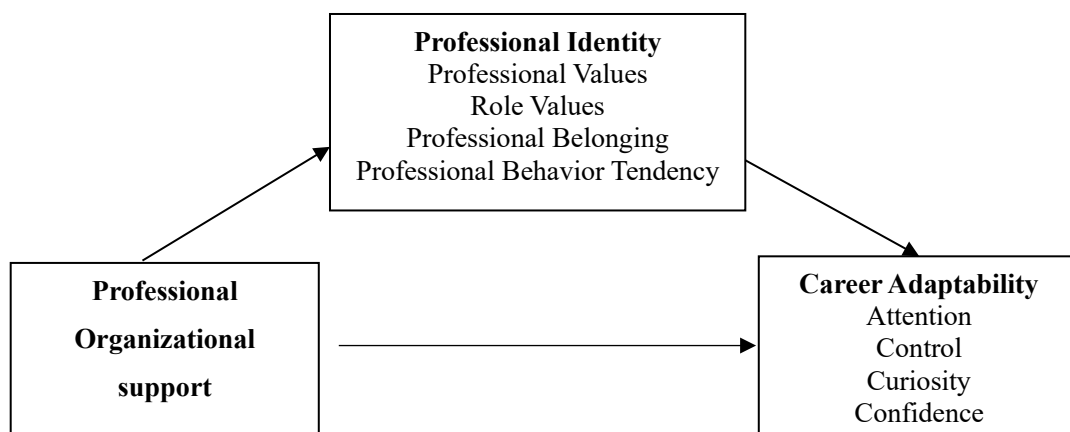 Professional Identity
Professional Values
Role Values
Professional Belonging
Professional Behavior Tendency
Professional
Organizational
support
Career Adaptability
Attention
Control
Curiosity
Confidence